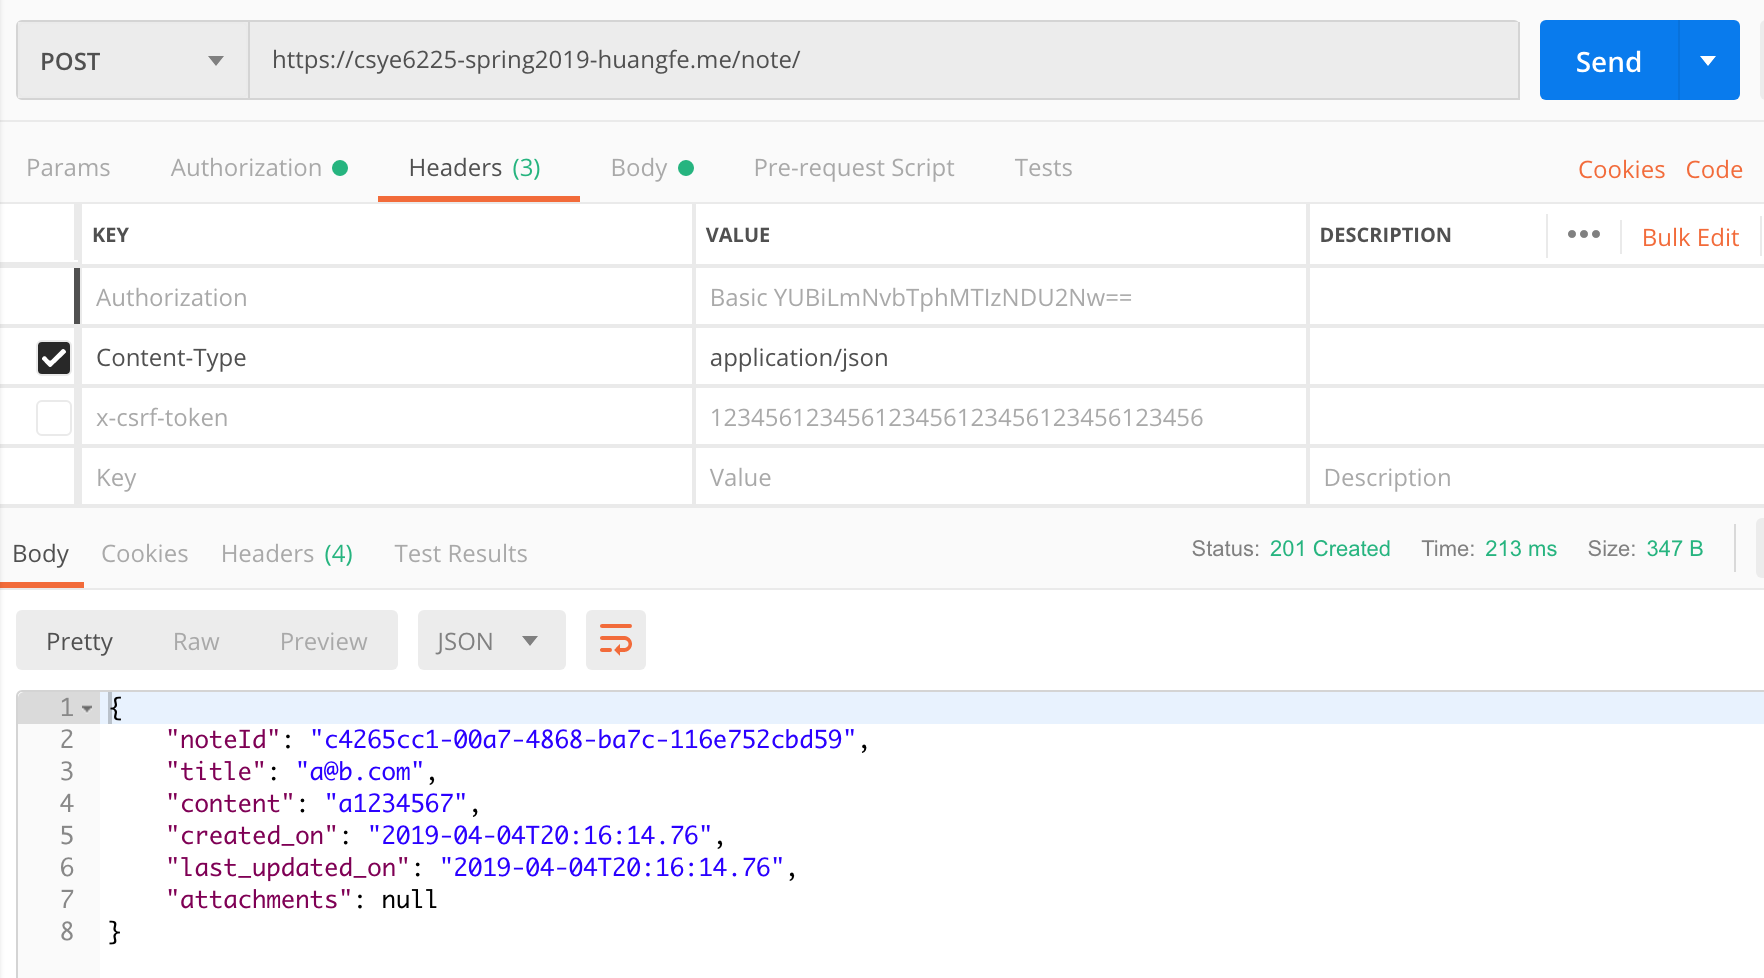 POST https://csye6225-spring2019-huangfe.me/note/ Send
Params Authorization Headers (3) Body Pre-request Script Tests Cookies Code
KEY VALUE DESCRIPTION ••• Bulk Edit
Authorization Basic YUBiLmNvbTphMTIzNDU2Nw==
Content-Type application/json
x-csrf-token 123456123456123456123456123456123456
Key Value Description
Body Cookies Headers (4) Test Results Status: 201 Created Time: 213 ms Size: 347 B
Pretty Raw Preview JSON
1 {
2 "noteId": "c4265cc1-00a7-4868-ba7c-116e752cbd59",
3 "title": "a@b.com",
4 "content": "a1234567",
5 "created_on": "2019-04-04T20:16:14.76",
6 "last_updated_on": "2019-04-04T20:16:14.76",
7 "attachments": null
8 }